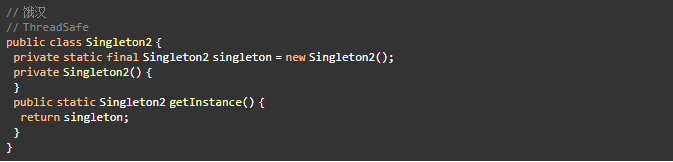 // 饿汉
// ThreadSafe
public class Singleton2 {
 private static final Singleton2 singleton = new Singleton2();
 private Singleton2() {
 }
 public static Singleton2 getInstance() {
  return singleton;
 }
}